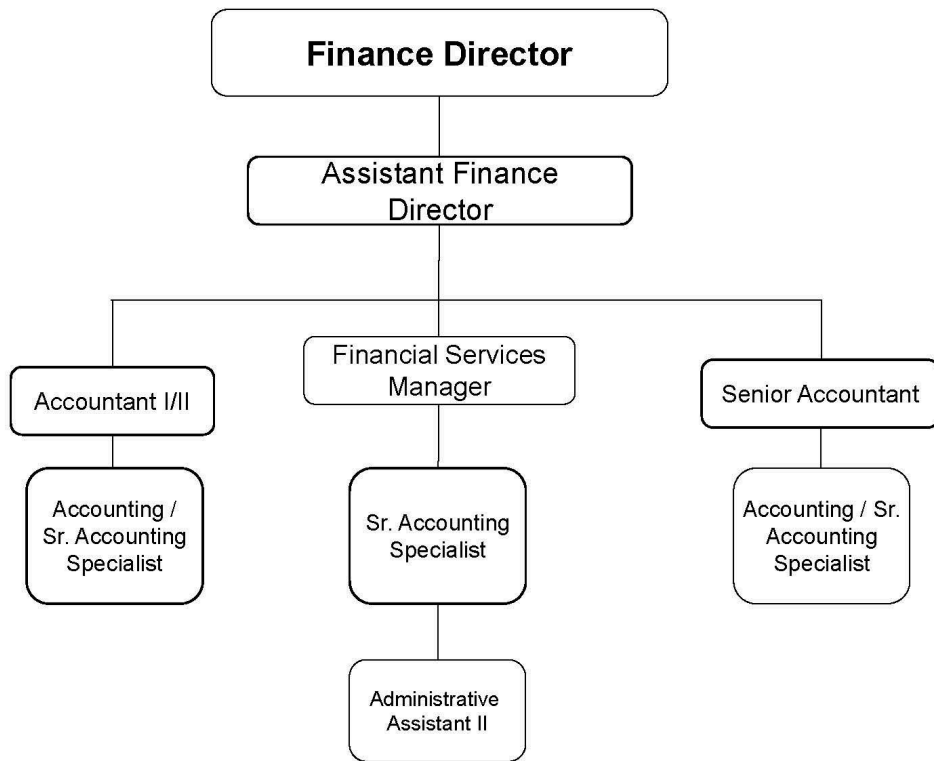 Finance Director
Assistant Finance
Director
Financial Services
Manager
Accountant I/II
Senior Accountant
Accounting /
Sr. Accounting
Specialist
Sr. Accounting
Specialist
Accounting / Sr.
Accounting
Specialist
Administrative
Assistant II